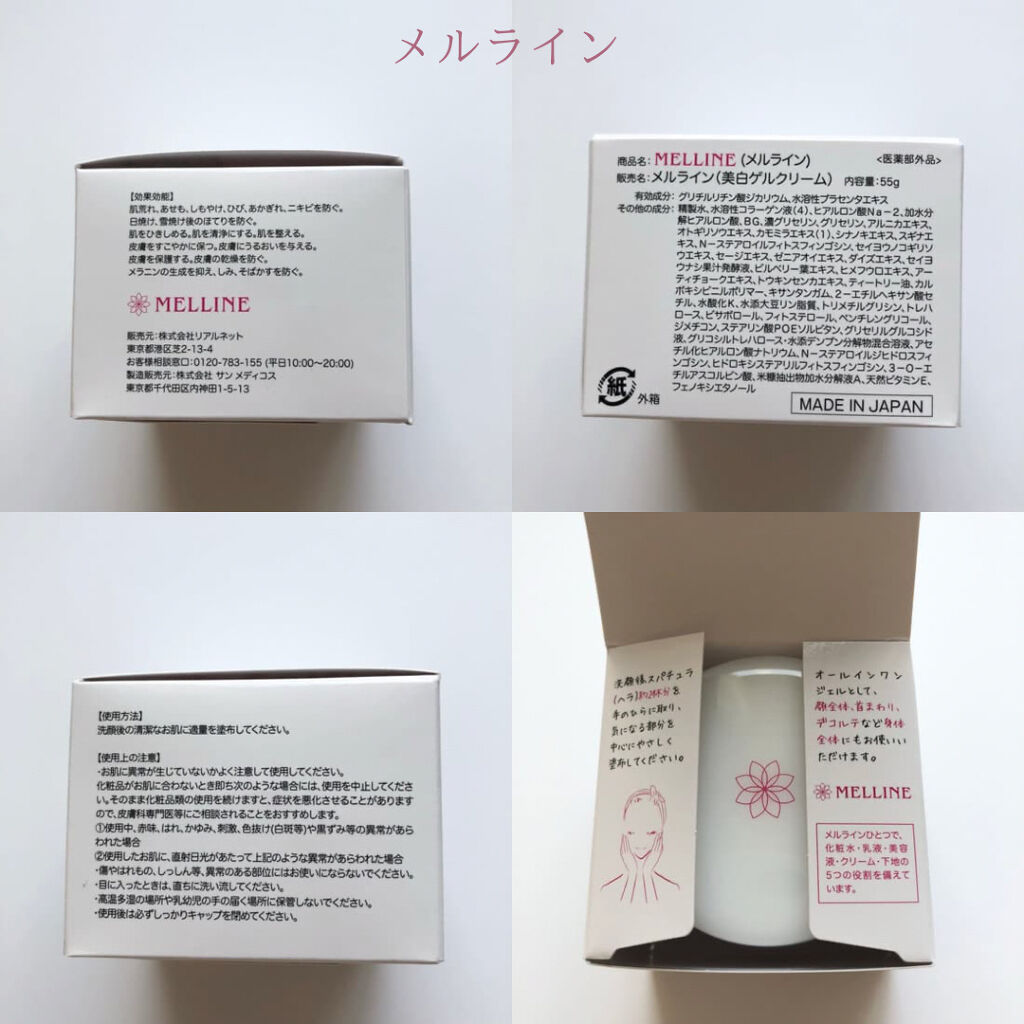 メルライン
【効果効能】
肌荒れ、あせも、しもやけ、ひび、あかぎれ、ニキビを防ぐ。
日焼け、雪焼け後のほてりを防ぐ。
肌をひきしめる。肌を清浄にする。肌を整える。
皮膚をすこやかに保つ。皮膚にうるおいを与える。
皮膚を保護する。皮膚の乾燥を防ぐ。
メラニンの生成を抑え、しみ、そばかすを防ぐ。
MELLINE
販売元：株式会社リアルネット
東京都港区芝2-13-4
お客様相談窓口：0120-783-155 (平日10:00～20:00)
製造販売元：株式会社 サン メディコス
東京都千代田区内神田1-5-13
商品名：MELLINE（メルライン） <医薬部外品>
販売名：メルライン（美白ゲルクリーム） 内容量：55g
有効成分：グリチルリチン酸ジカリウム、水溶性プラセンタエキス
その他の成分：精製水、水溶性コラーゲン液（4）、ヒアルロン酸Na－2、加水分
解ヒアルロン酸、BG、濃グリセリン、グリセリン、アルニカエキス、
オトギリソウエキス、カモミラエキス（1）、シナノキエキス、スギナエ
キス、N－ステアロイルフィトスフィンゴシン、セイヨウノコギリソ
ウエキス、セージエキス、ゼニアオイエキス、ダイズエキス、セイヨ
ウナシ果汁発酵液、ビルベリー葉エキス、ヒメフウロエキス、アー
ティチョークエキス、トウキンセンカエキス、ティートリー油、カル
ボキシビニルポリマー、キサンタンガム、2－エチルヘキサン酸セ
チル、水酸化K、水添大豆リン脂質、トリメチルグリシン、トレハ
ロース、ビサボロール、フィトステロール、ペンチレングリコール、
ジメチコン、ステアリン酸POEソルビタン、グリセリルグルコシド
液、グリコシルトレハロース・水添デンプン分解物混合溶液、アセ
チル化ヒアルロン酸ナトリウム、N－ステアロイルジヒドロスフィ
ンゴシン、ヒドロキシステアリルフィトスフィンゴシン、3－O－エ
チルアスコルビン酸、米糠抽出物加水分解液A、天然ビタミンE、
フェノキシエタノール
紙 外箱
MADE IN JAPAN
【使用方法】
洗顔後の清潔なお肌に適量を塗布してください。
【使用上の注意】
・お肌に異常が生じていないかよく注意して使用してください。
化粧品がお肌に合わないとき即ち次のような場合には、使用を中止してくださ
い。そのまま化粧品類の使用を続けますと、症状を悪化させることがあります
ので、皮膚科専門医等にご相談されることをおすすめします。
①使用中、赤味、はれ、かゆみ、刺激、色抜け(白斑等)や黒ずみ等の異常があら
われた場合
②使用したお肌に、直射日光があたって上記のような異常があらわれた場合
・傷やはれもの、しっしん等、異常のある部位にはお使いにならないでください。
・目に入ったときは、直ちに洗い流してください。
・高温多湿の場所や乳幼児の手の届く場所に保管しないでください。
・使用後は必ずしっかりキャップを閉めてください。
洗顔後スパチュラ
(ヘラ)約2杯分を
手のひらに取り、
気になる部分を
中心にやさしく
塗布してください。
オールインワン
ジェルとして、
顔全体、首まわり、
デコルテなど身体
全体にもお使いい
ただけます。
MELLINE
メルラインひとつで、
化粧水・乳液・美容
液・クリーム・下地の
5つの役割を備えて
います。